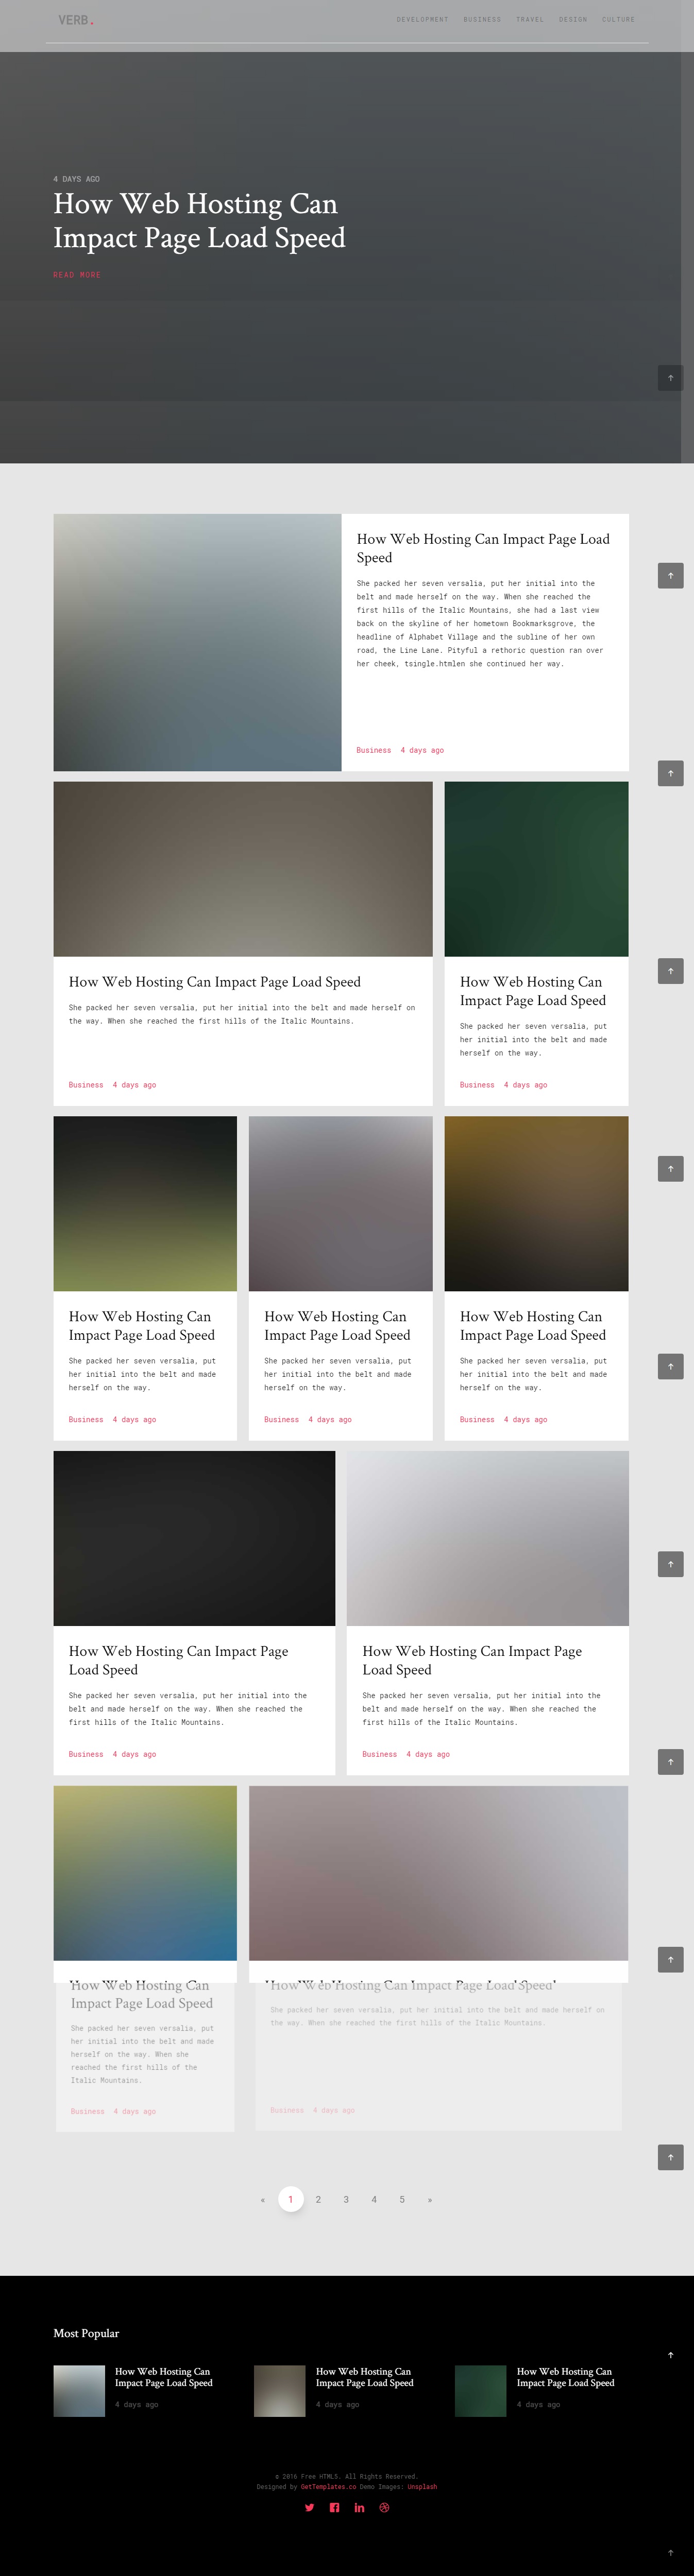 VERB.
DEVELOPMENT BUSINESS TRAVEL DESIGN CULTURE
4 DAYS AGO
How Web Hosting Can
Impact Page Load Speed
READ MORE
How Web Hosting Can Impact Page Load
Speed
She packed her seven versalia, put her initial into the
belt and made herself on the way. When she reached the
first hills of the Italic Mountains, she had a last view
back on the skyline of her hometown Bookmarksgrove, the
headline of Alphabet Village and the subline of her own
road, the Line Lane. Pityful a rethoric question ran over
her cheek, tsingle.htmlen she continued her way.
Business 4 days ago
How Web Hosting Can Impact Page Load Speed
She packed her seven versalia, put her initial into the belt and made herself on
the way. When she reached the first hills of the Italic Mountains.
Business 4 days ago
How Web Hosting Can
Impact Page Load Speed
She packed her seven versalia, put
her initial into the belt and made
herself on the way.
Business 4 days ago
How Web Hosting Can
Impact Page Load Speed
She packed her seven versalia, put
her initial into the belt and made
herself on the way.
Business 4 days ago
How Web Hosting Can
Impact Page Load Speed
She packed her seven versalia, put
her initial into the belt and made
herself on the way.
Business 4 days ago
How Web Hosting Can
Impact Page Load Speed
She packed her seven versalia, put
her initial into the belt and made
herself on the way.
Business 4 days ago
How Web Hosting Can Impact Page
Load Speed
She packed her seven versalia, put her initial into the
belt and made herself on the way. When she reached the
first hills of the Italic Mountains.
Business 4 days ago
How Web Hosting Can Impact Page
Load Speed
She packed her seven versalia, put her initial into the
belt and made herself on the way. When she reached the
first hills of the Italic Mountains.
Business 4 days ago
How Web Hosting Can
Impact Page Load Speed
She packed her seven versalia, put
her initial into the belt and made
herself on the way. When she
reached the first hills of the
Italic Mountains.
Business 4 days ago
How Web Hosting Can Impact Page Load Speed
She packed her seven versalia, put her initial into the belt and made herself on
the way. When she reached the first hills of the Italic Mountains.
Business 4 days ago
« 1 2 3 4 5 »
Most Popular
How Web Hosting Can
Impact Page Load Speed
4 days ago
How Web Hosting Can
Impact Page Load Speed
4 days ago
How Web Hosting Can
Impact Page Load Speed
4 days ago
© 2016 Free HTML5. All Rights Reserved.
Designed by GetTemplates.co Demo Images: Unsplash